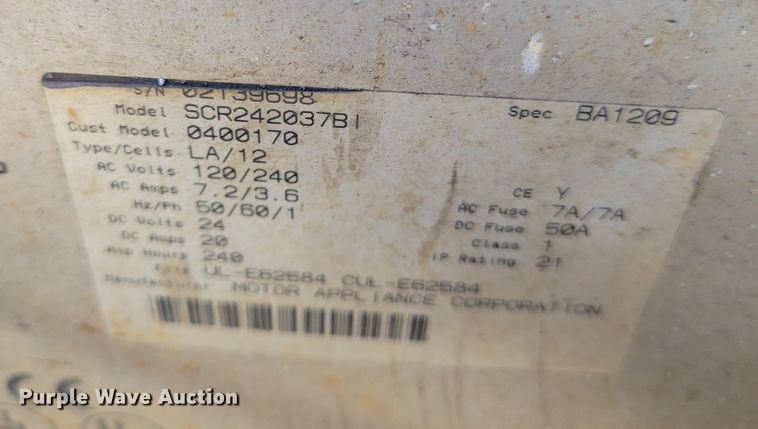 S/N 02139698
Model SCR242037BI Spec BA1209
Cust Model 0400170
Type/Cells LA/12
AC Volts 120/240
AC Amps 7.2/3.6 CE Y
Hz/Ph 50/60/1 AC Fuse 7A/7A
DC Volts 24 DC Fuse 50A
DC Amps 20 Class 1
Amp Hours 240 IP Rating 21
File UL-E62584 CUL-E62584
Manufacturer MOTOR APPLIANCE CORPORATION
Purple Wave Auction